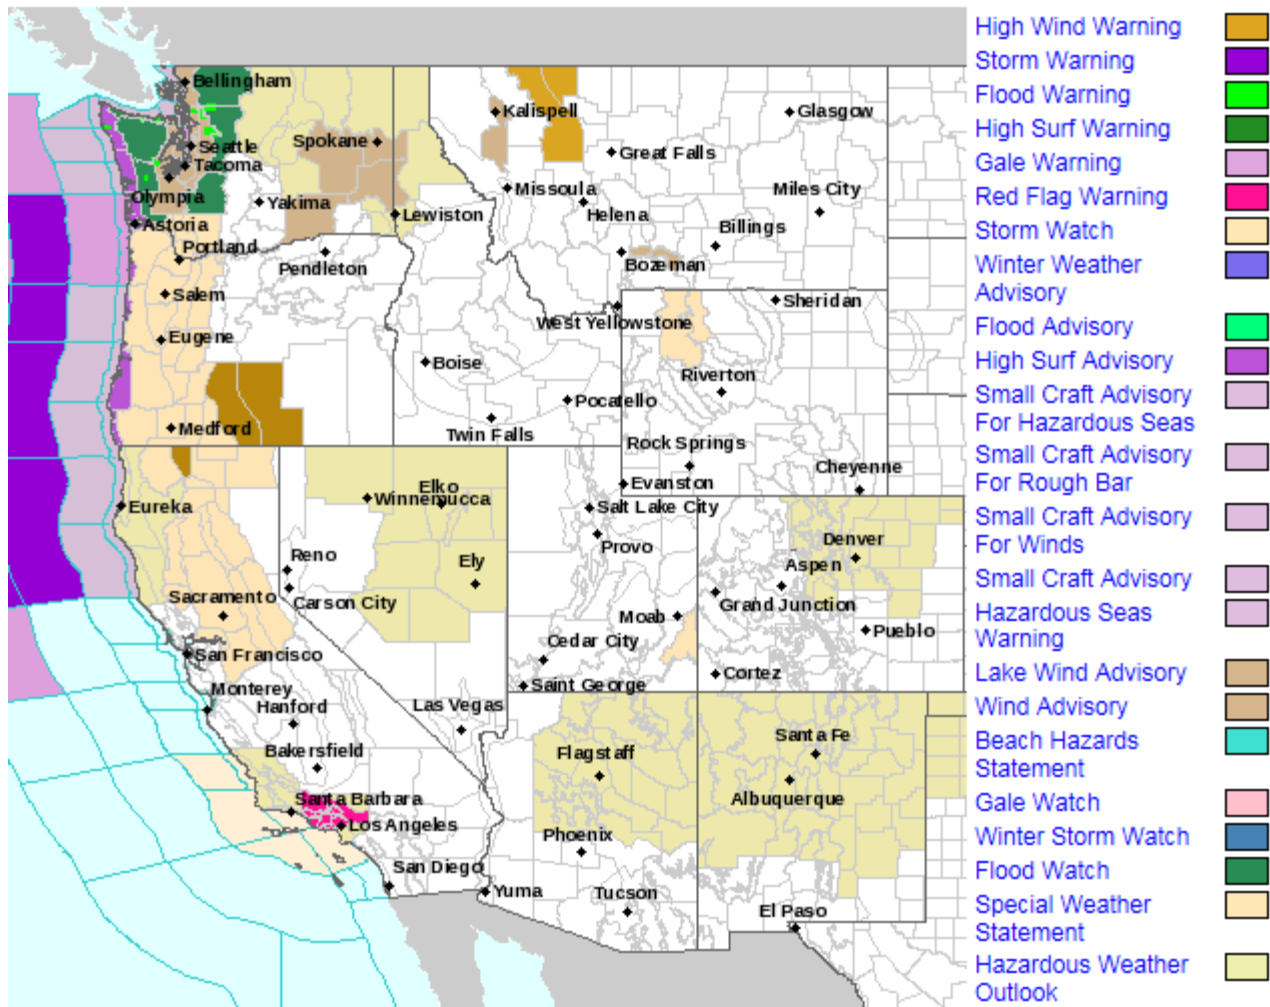 Bellingham
Kalispell
Glasgow
Seattle
Spokane
Great Falls
Tacoma
Olympia
Missoula
Miles City
Yakima
Lewiston
Helena
Astoria
Billings
Portland
Pendleton
Bozeman
Salem
Sheridan
West Yellowstone
Eugene
Boise
Riverton
Pocatello
Medford
Twin Falls
Rock Springs
Cheyenne
Evanston
Elko
Winnemucca
Eureka
Salt Lake City
Denver
Provo
Reno
Ely
Aspen
Sacramento
Carson City
Grand Junction
Moab
Pueblo
Cedar City
San Francisco
Cortez
Saint George
Monterey
Hanford
Las Vegas
Santa Fe
Bakersfield
Flagstaff
Albuquerque
Santa Barbara
Los Angeles
Phoenix
San Diego
Yuma
Tucson
El Paso
High Wind Warning
Storm Warning
Flood Warning
High Surf Warning
Gale Warning
Red Flag Warning
Storm Watch
Winter Weather
Advisory
Flood Advisory
High Surf Advisory
Small Craft Advisory
For Hazardous Seas
Small Craft Advisory
For Rough Bar
Small Craft Advisory
For Winds
Small Craft Advisory
Hazardous Seas
Warning
Lake Wind Advisory
Wind Advisory
Beach Hazards
Statement
Gale Watch
Winter Storm Watch
Flood Watch
Special Weather
Statement
Hazardous Weather
Outlook